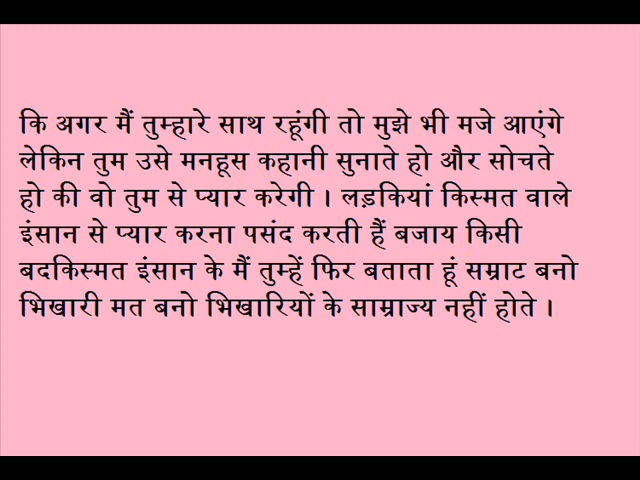 कि अगर मैं तुम्हारे साथ रहूंगी तो मुझे भी मजे आएंगे
लेकिन तुम उसे मनहूस कहानी सुनाते हो और सोचते
हो की वो तुम से प्यार करेगी । लड़कियां किस्मत वाले
इंसान से प्यार करना पसंद करती हैं बजाय किसी
बदकिस्मत इंसान के मैं तुम्हें फिर बताता हूं सम्राट बनो
भिखारी मत बनो भिखारियों के साम्राज्य नहीं होते ।